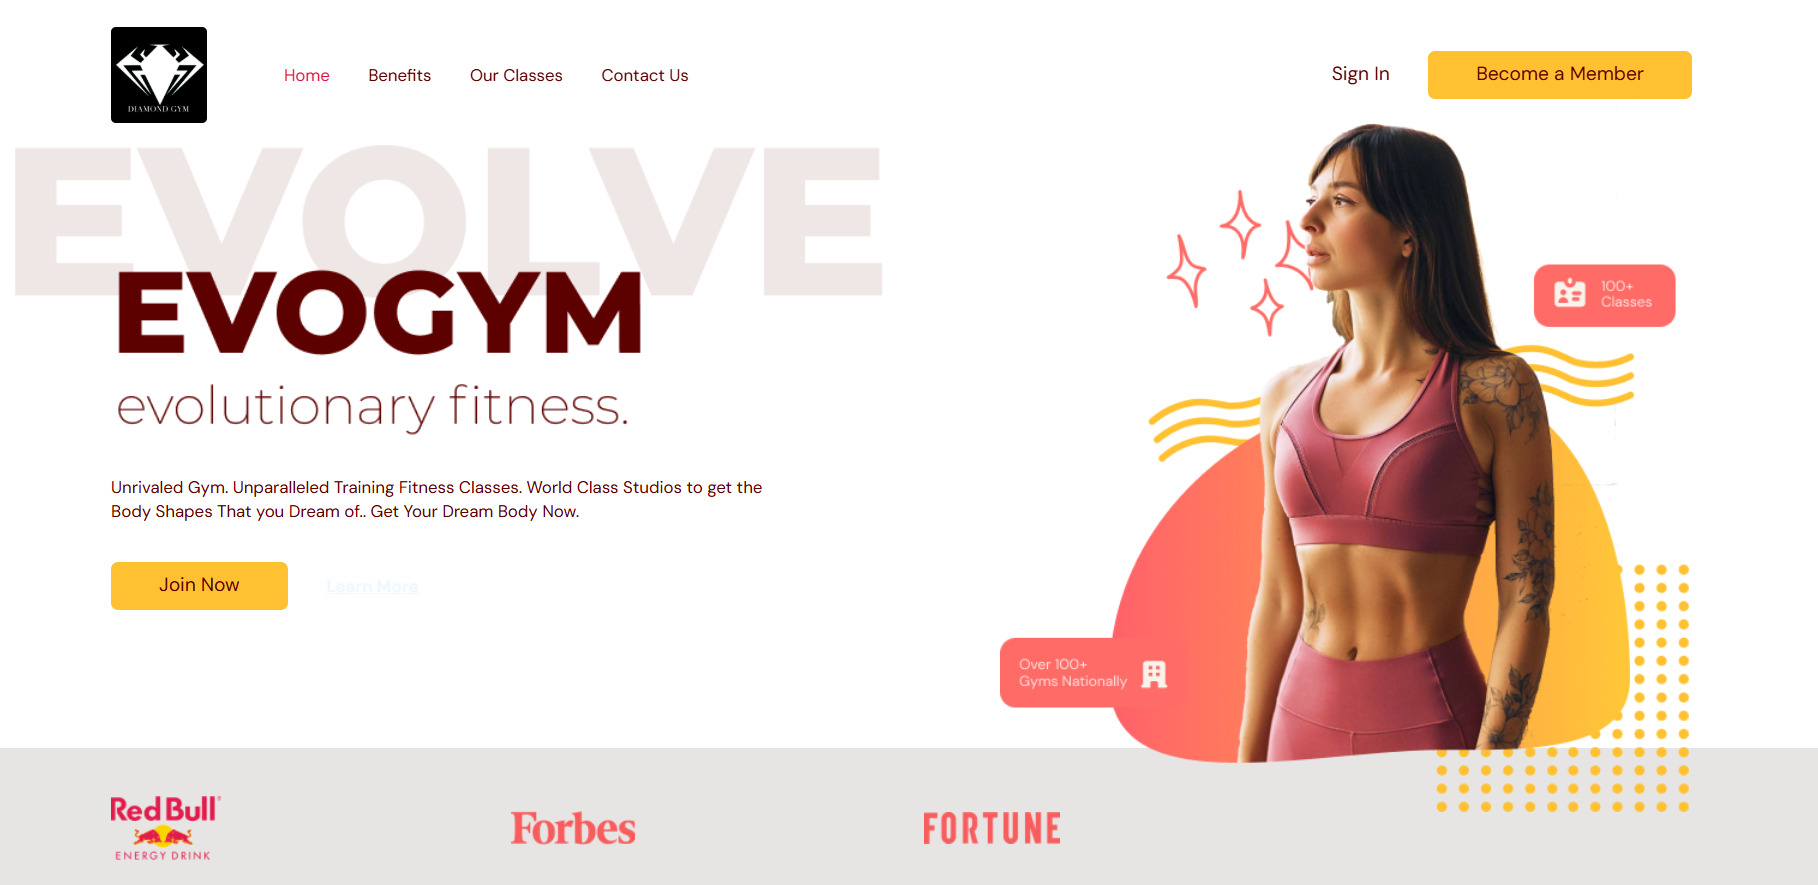 DIAMOND GYM
Home
Benefits
Our Classes
Contact Us
Sign In
Become a Member
EVOLVE
EVOGYM
evolutionary fitness.
Unrivaled Gym. Unparalleled Training Fitness Classes. World Class Studios to get the
Body Shapes That you Dream of.. Get Your Dream Body Now.
Join Now
Learn More
100+
Classes
Over 100+
Gyms Nationally
Red Bull
ENERGY DRINK
Forbes
FORTUNE